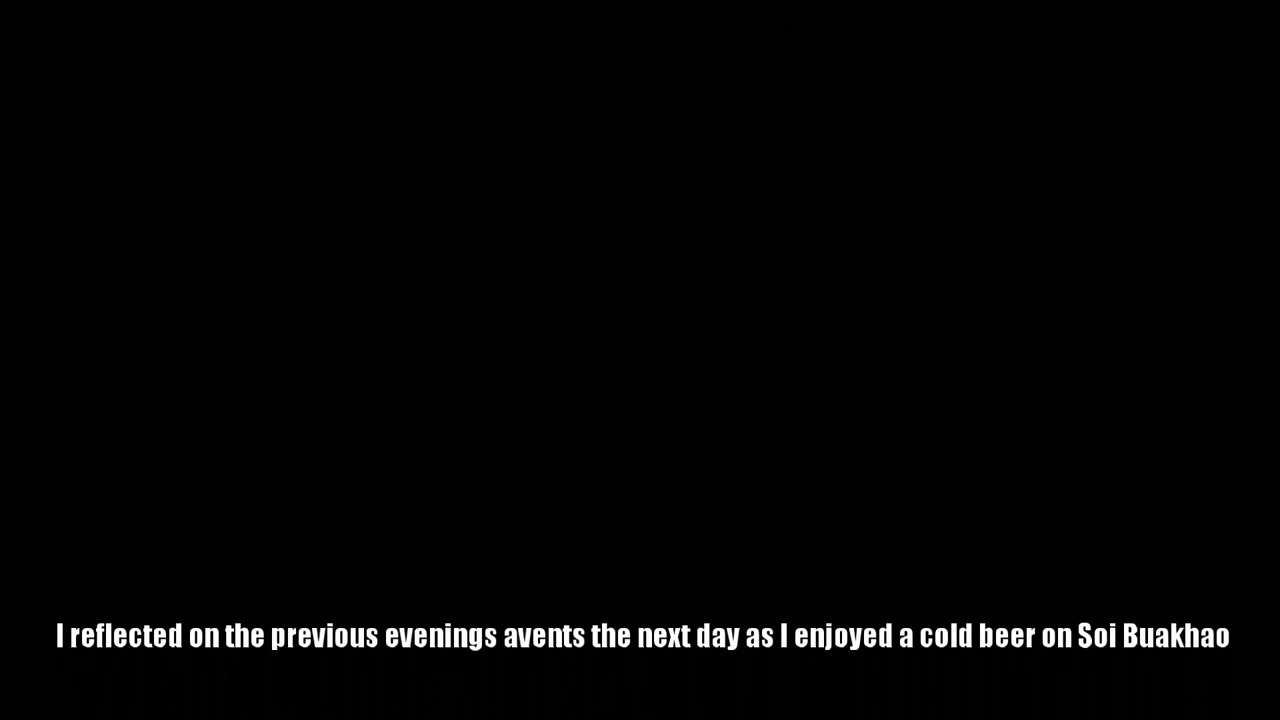 I reflected on the previous evenings avents the next day as I enjoyed a cold beer on Soi Buakhao